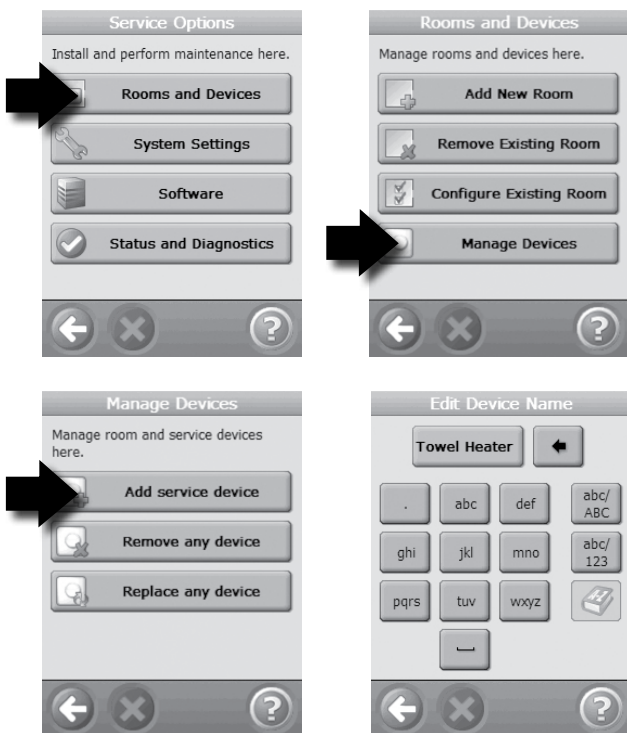 Service Options
Install and perform maintenance here.
Rooms and Devices
System Settings
Software
Status and Diagnostics
?
Rooms and Devices
Manage rooms and devices here.
Add New Room
Remove Existing Room
Configure Existing Room
Manage Devices
?
Manage Devices
Manage room and service devices
here.
Add service device
Remove any device
Replace any device
?
Edit Device Name
Towel Heater
. abc def abc/
ABC
ghi jkl mno abc/
123
pqrs tuv wxyz
?